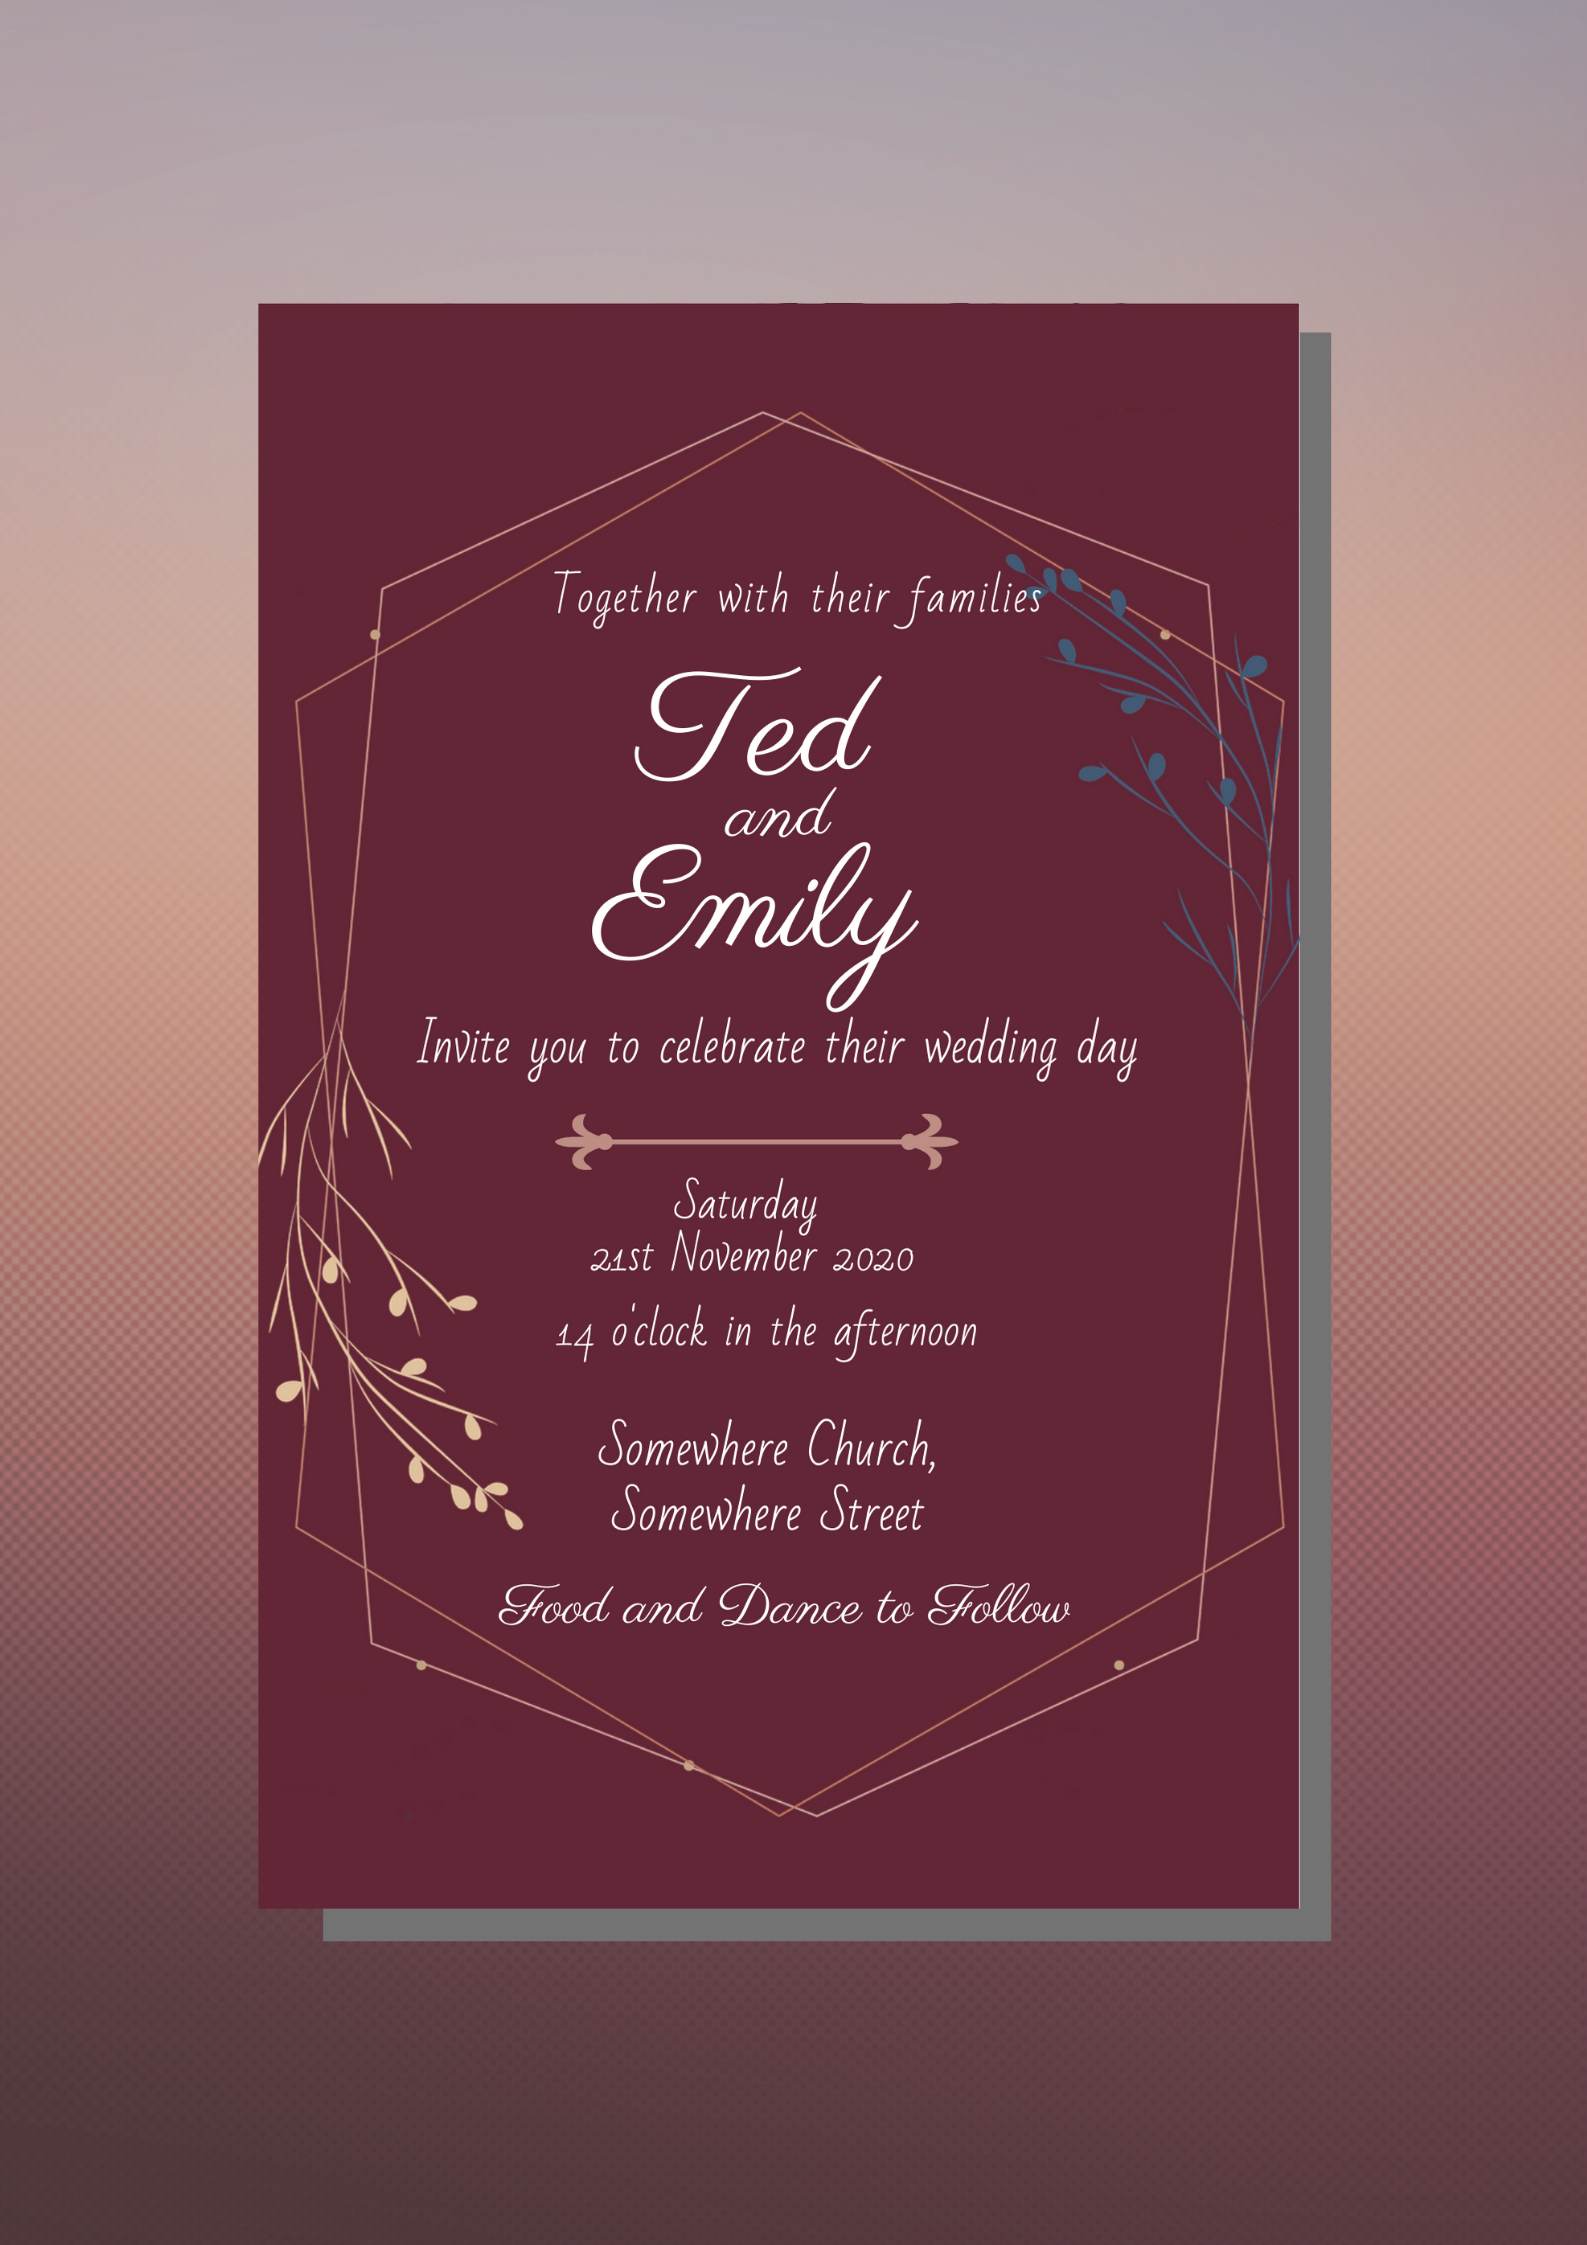 Together with their families
Ted
and
Emily
Invite you to celebrate their wedding day
Saturday
21st November 2020
14 o'clock in the afternoon
Somewhere Church,
Somewhere Street
Food and Dance to Follow